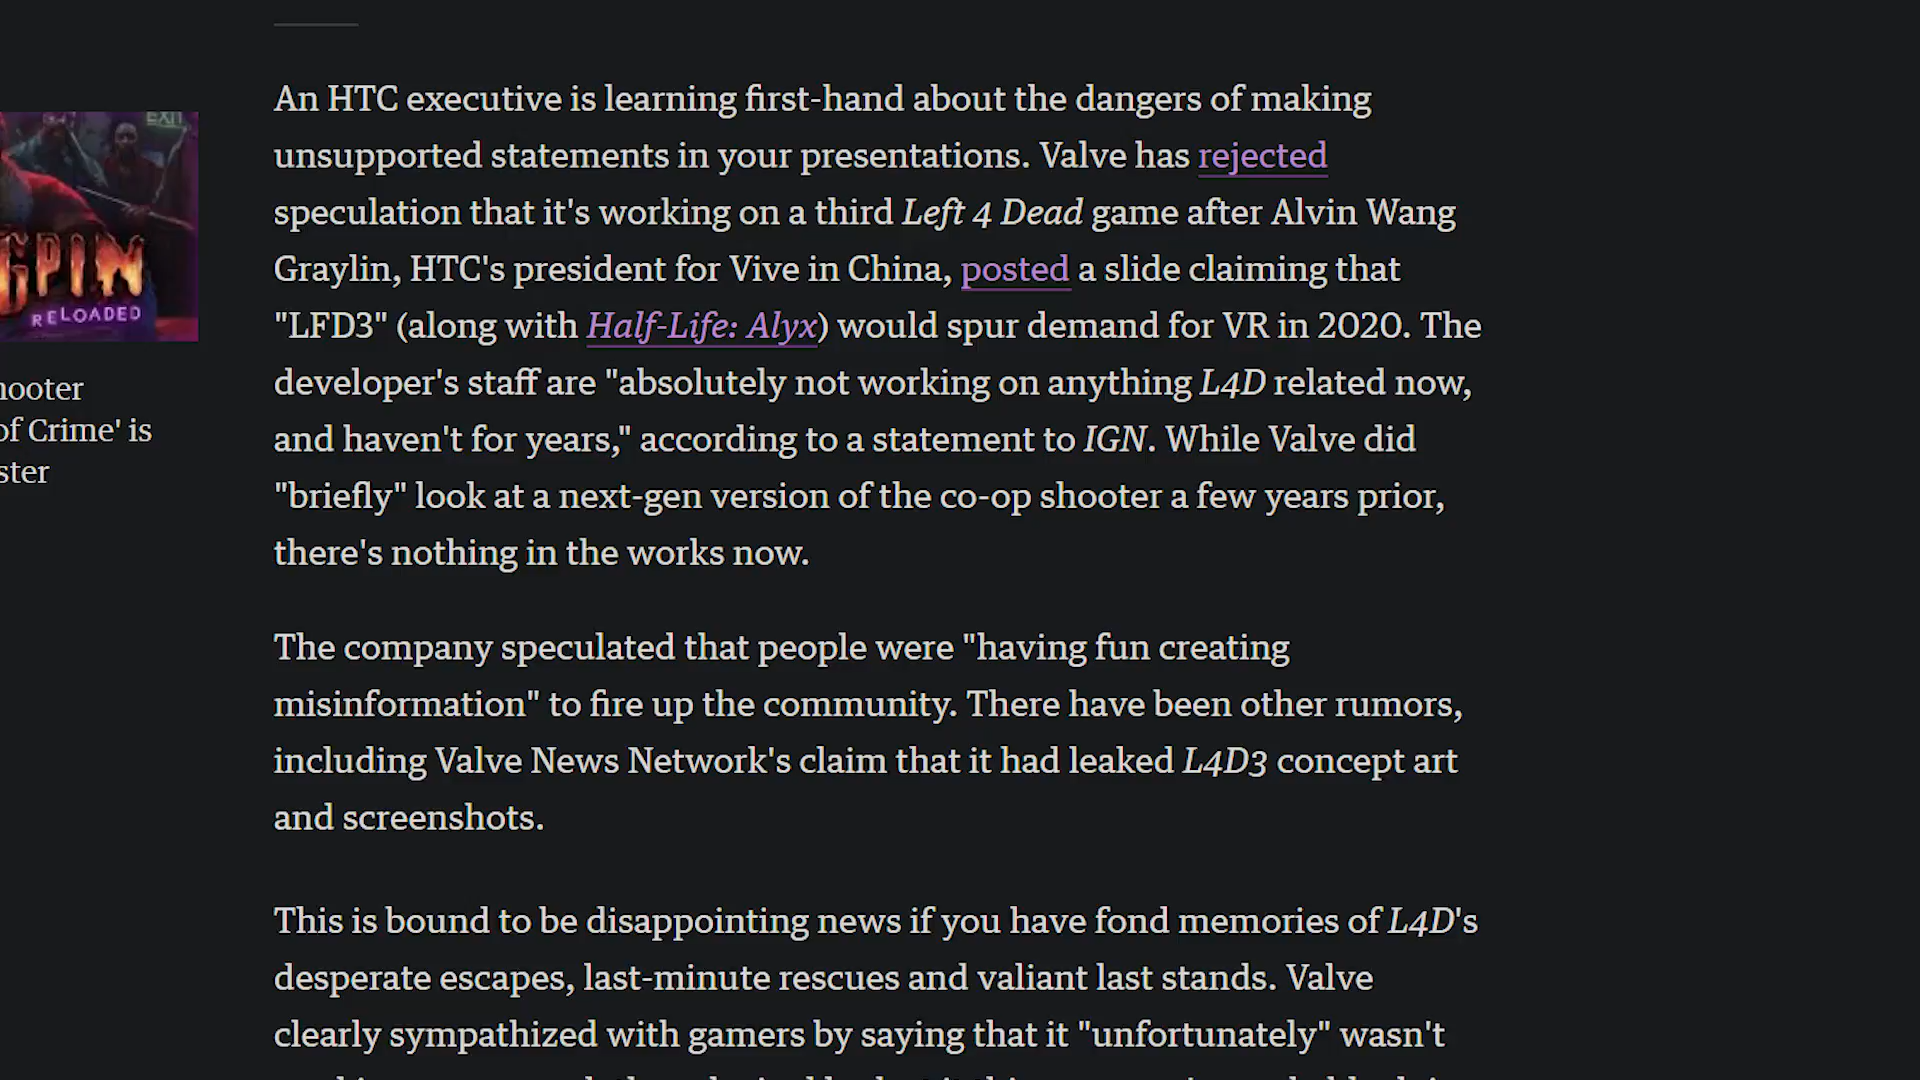 An HTC executive is learning first-hand about the dangers of making
unsupported statements in your presentations. Valve has rejected
speculation that it's working on a third Left 4 Dead game after Alvin Wang
Graylin, HTC's president for Vive in China, posted a slide claiming that
"LFD3" (along with Half-Life: Alyx) would spur demand for VR in 2020. The
developer's staff are "absolutely not working on anything L4D related now,
and haven't for years," according to a statement to IGN. While Valve did
"briefly" look at a next-gen version of the co-op shooter a few years prior,
there's nothing in the works now.
The company speculated that people were "having fun creating
misinformation" to fire up the community. There have been other rumors,
including Valve News Network's claim that it had leaked L4D3 concept art
and screenshots.
This is bound to be disappointing news if you have fond memories of L4D's
desperate escapes, last-minute rescues and valiant last stands. Valve
clearly sympathized with gamers by saying that it "unfortunately" wasn't
EXIT
GPIN
RELOADED
hooter
of Crime' is
ster